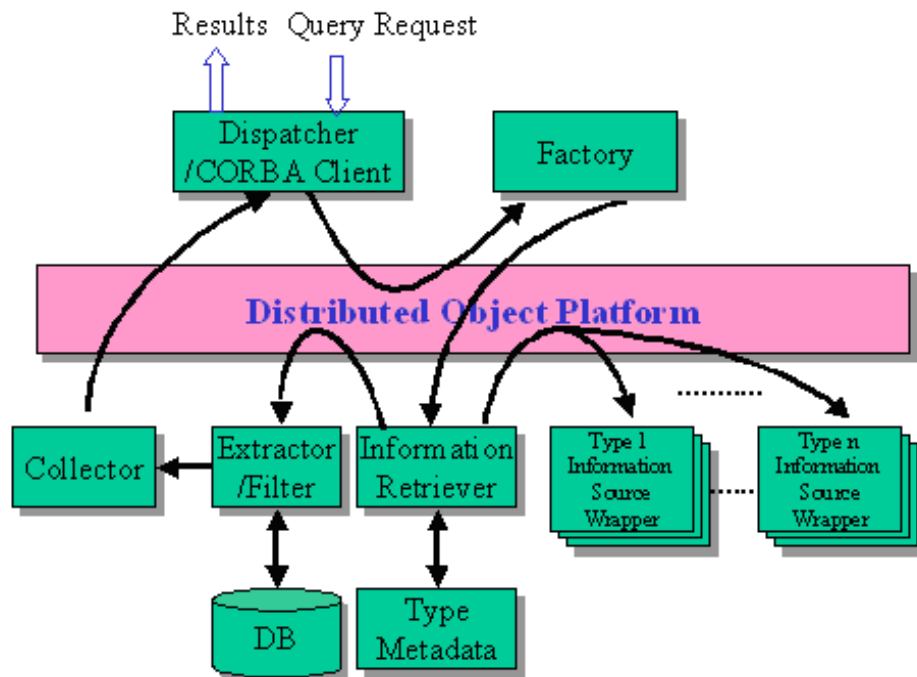 Results Query Request
Dispatcher
/CORBA Client
Factory
Distributed Object Platform
Collector
Extractor
/Filter
Information
Retriever
Type 1
Information
Source
Wrapper
Type n
Information
Source
Wrapper
DB
Type
Metadata